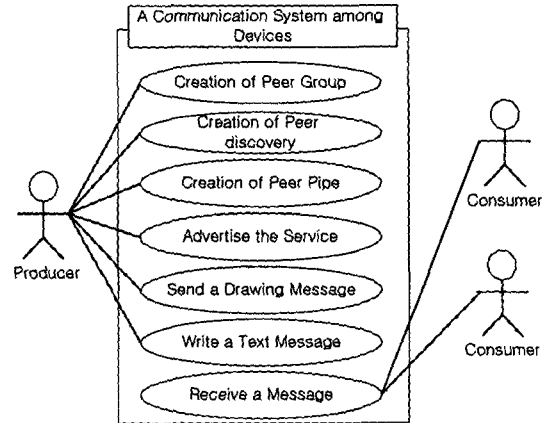 A Communication System among
Devices
Creation of Peer Group
Creation of Peer
discovery
Creation of Peer Pipe
Advertise the Service
Send a Drawing Message
Write a Text Message
Receive a Message
Producer
Consumer
Consumer